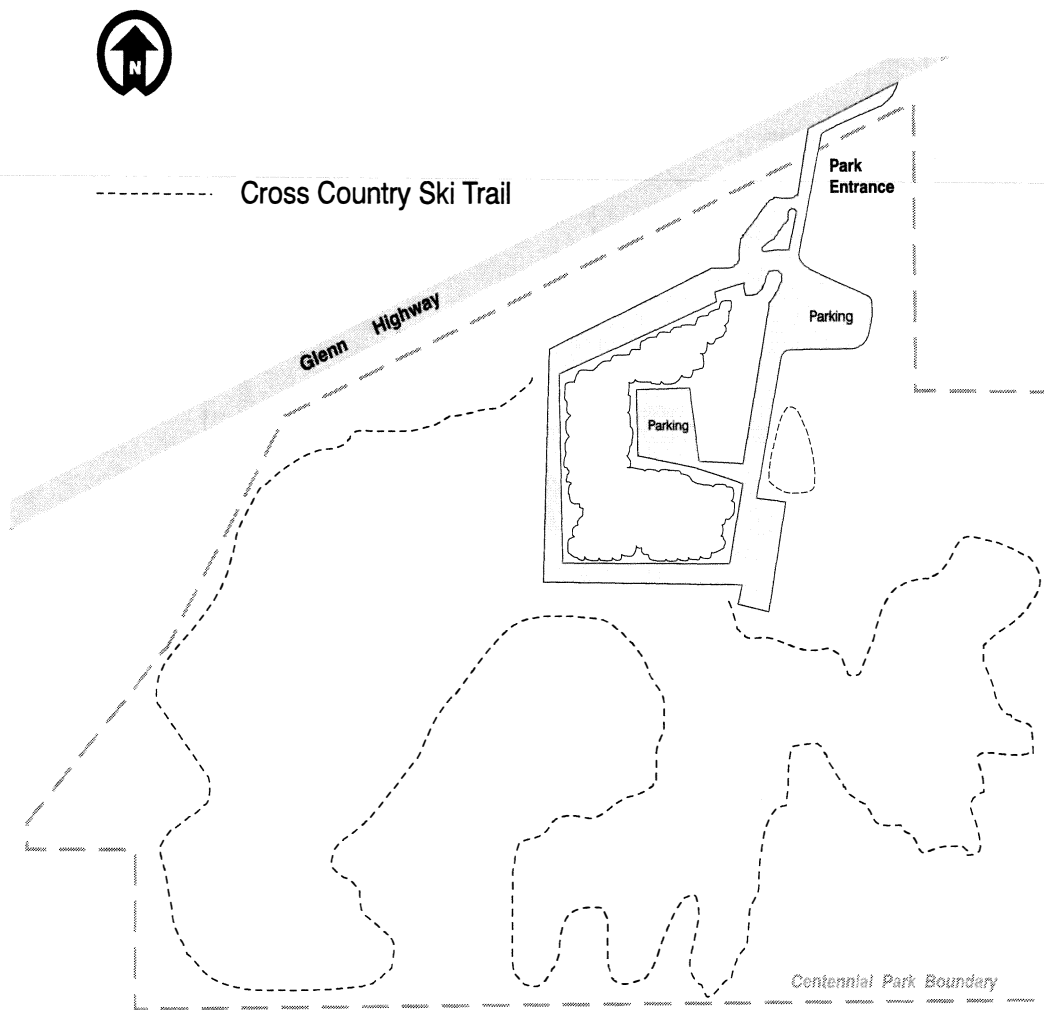 N
Cross Country Ski Trail
Park
Entrance
Glenn Highway
Parking
Parking
Centennial Park Boundary